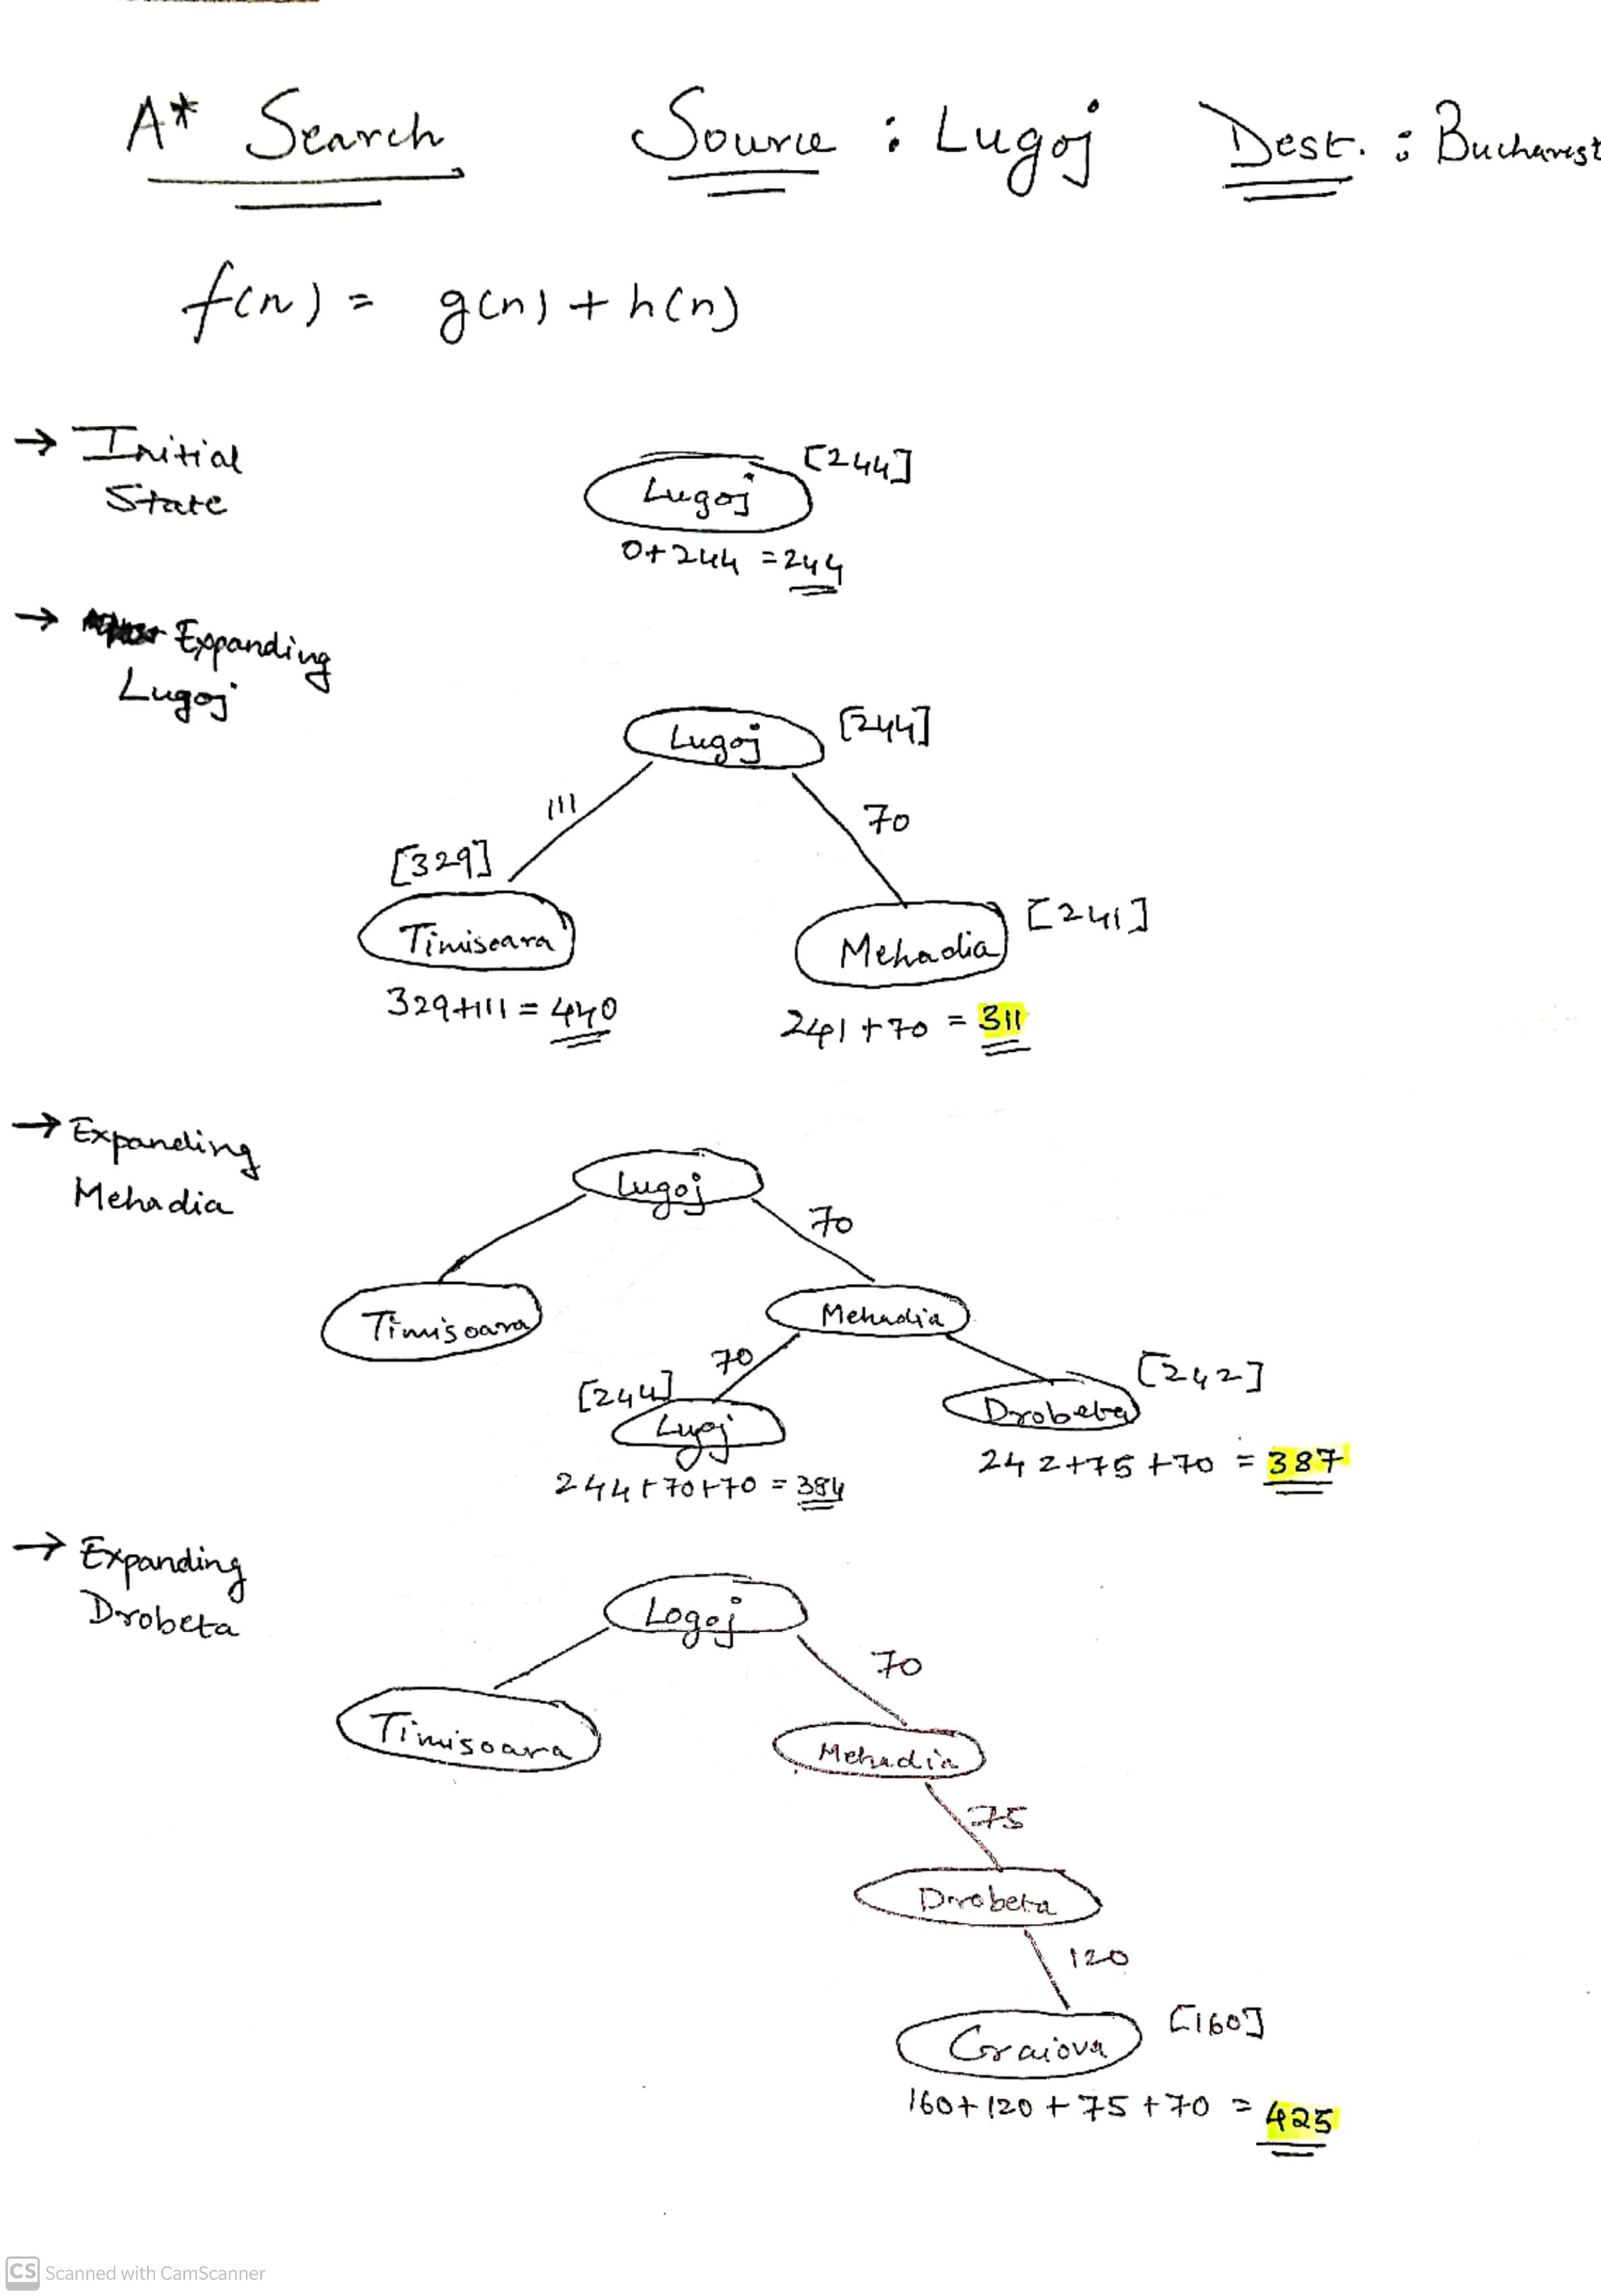 A* Search Source : Lugoj Dest. : Bucharest
f(n) = g(n) + h(n)
→ Initial State
Lugoj [244]
0+244 = 244
→ Expanding Lugoj
Lugoj [244]
111 70
[329]
Timisoara Mehadia [241]
329+111 = 440 241+70 = 311
→ Expanding Mehadia
Lugoj
70
Timisoara Mehadia
70
[244] [242]
Lugoj Drobeta
244+70+70 = 384 242+75+70 = 387
→ Expanding Drobeta
Logoj
70
Timisoara Mehadia
75
Drobeta
120
Craiova [160]
160+120+75+70 = 425
CS Scanned with CamScanner